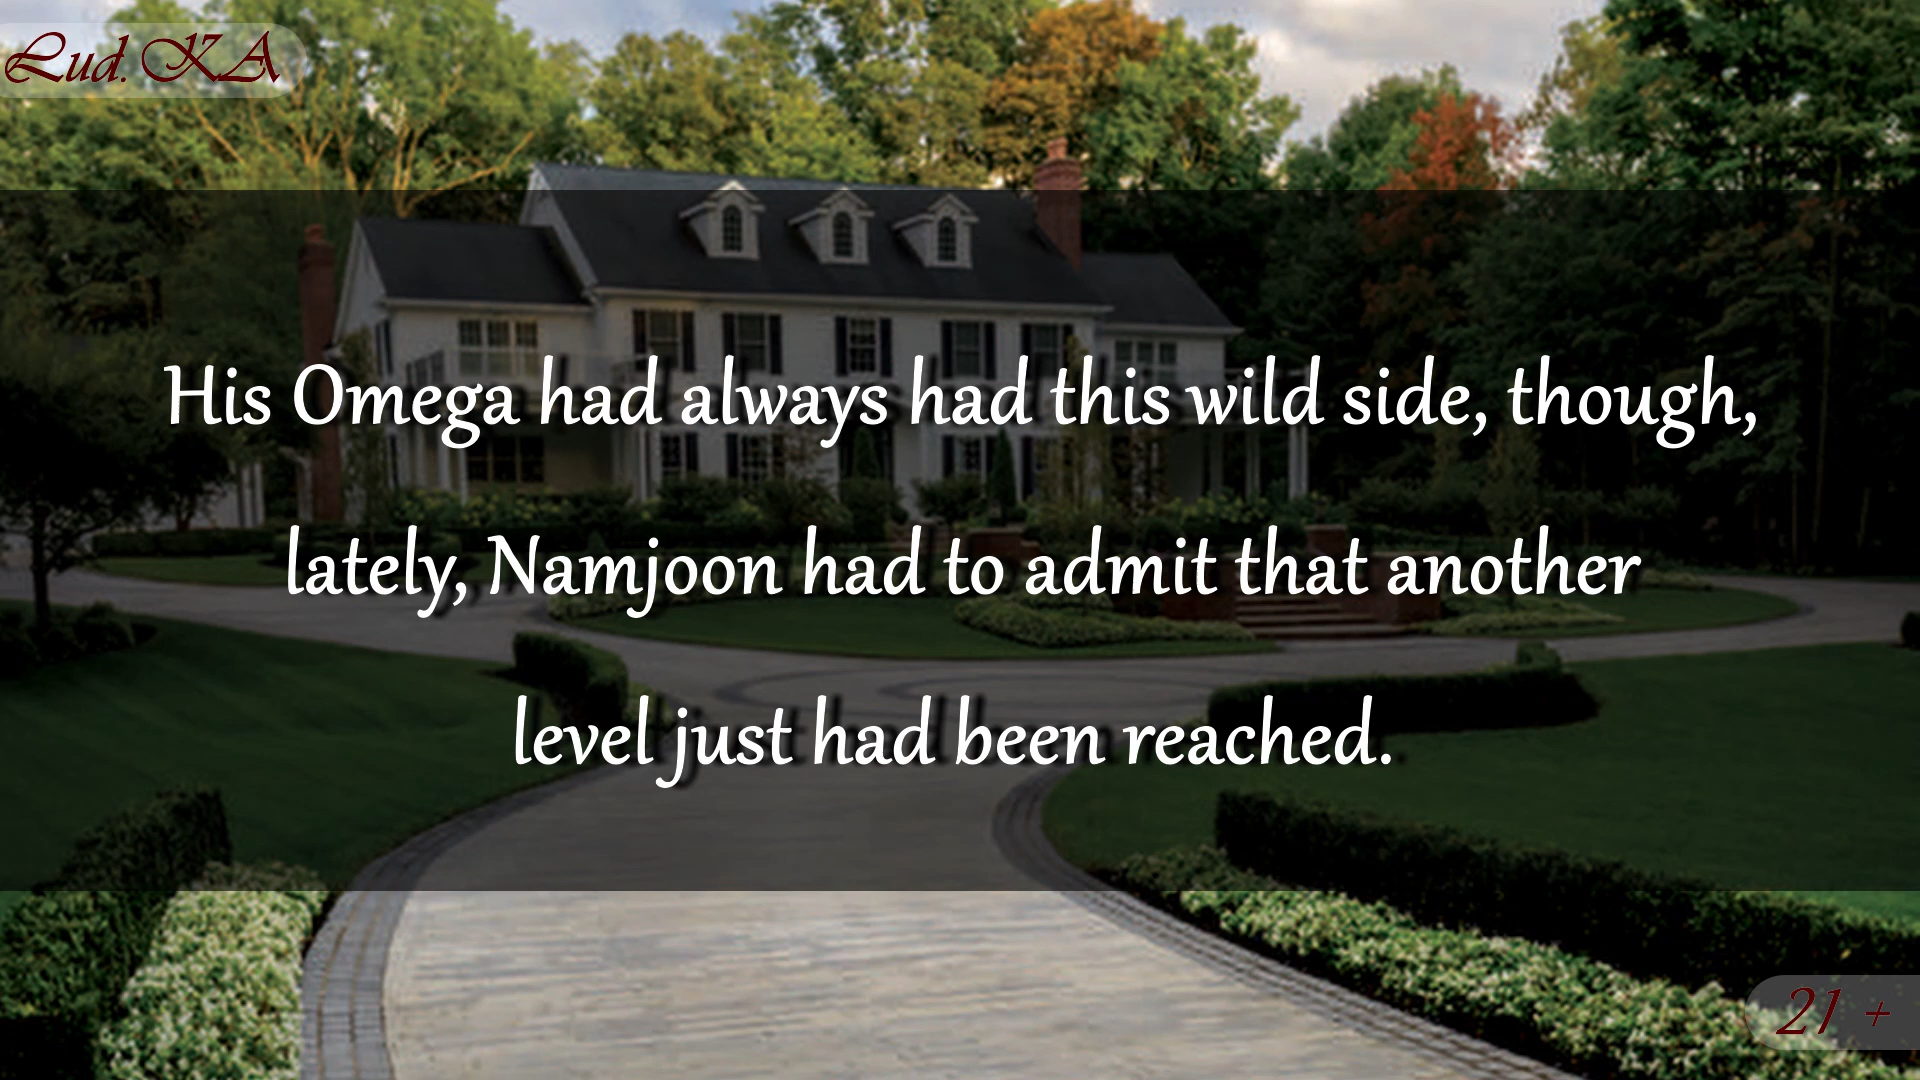 Lud. KA
His Omega had always had this wild side, though,
lately, Namjoon had to admit that another
level just had been reached.
21 +